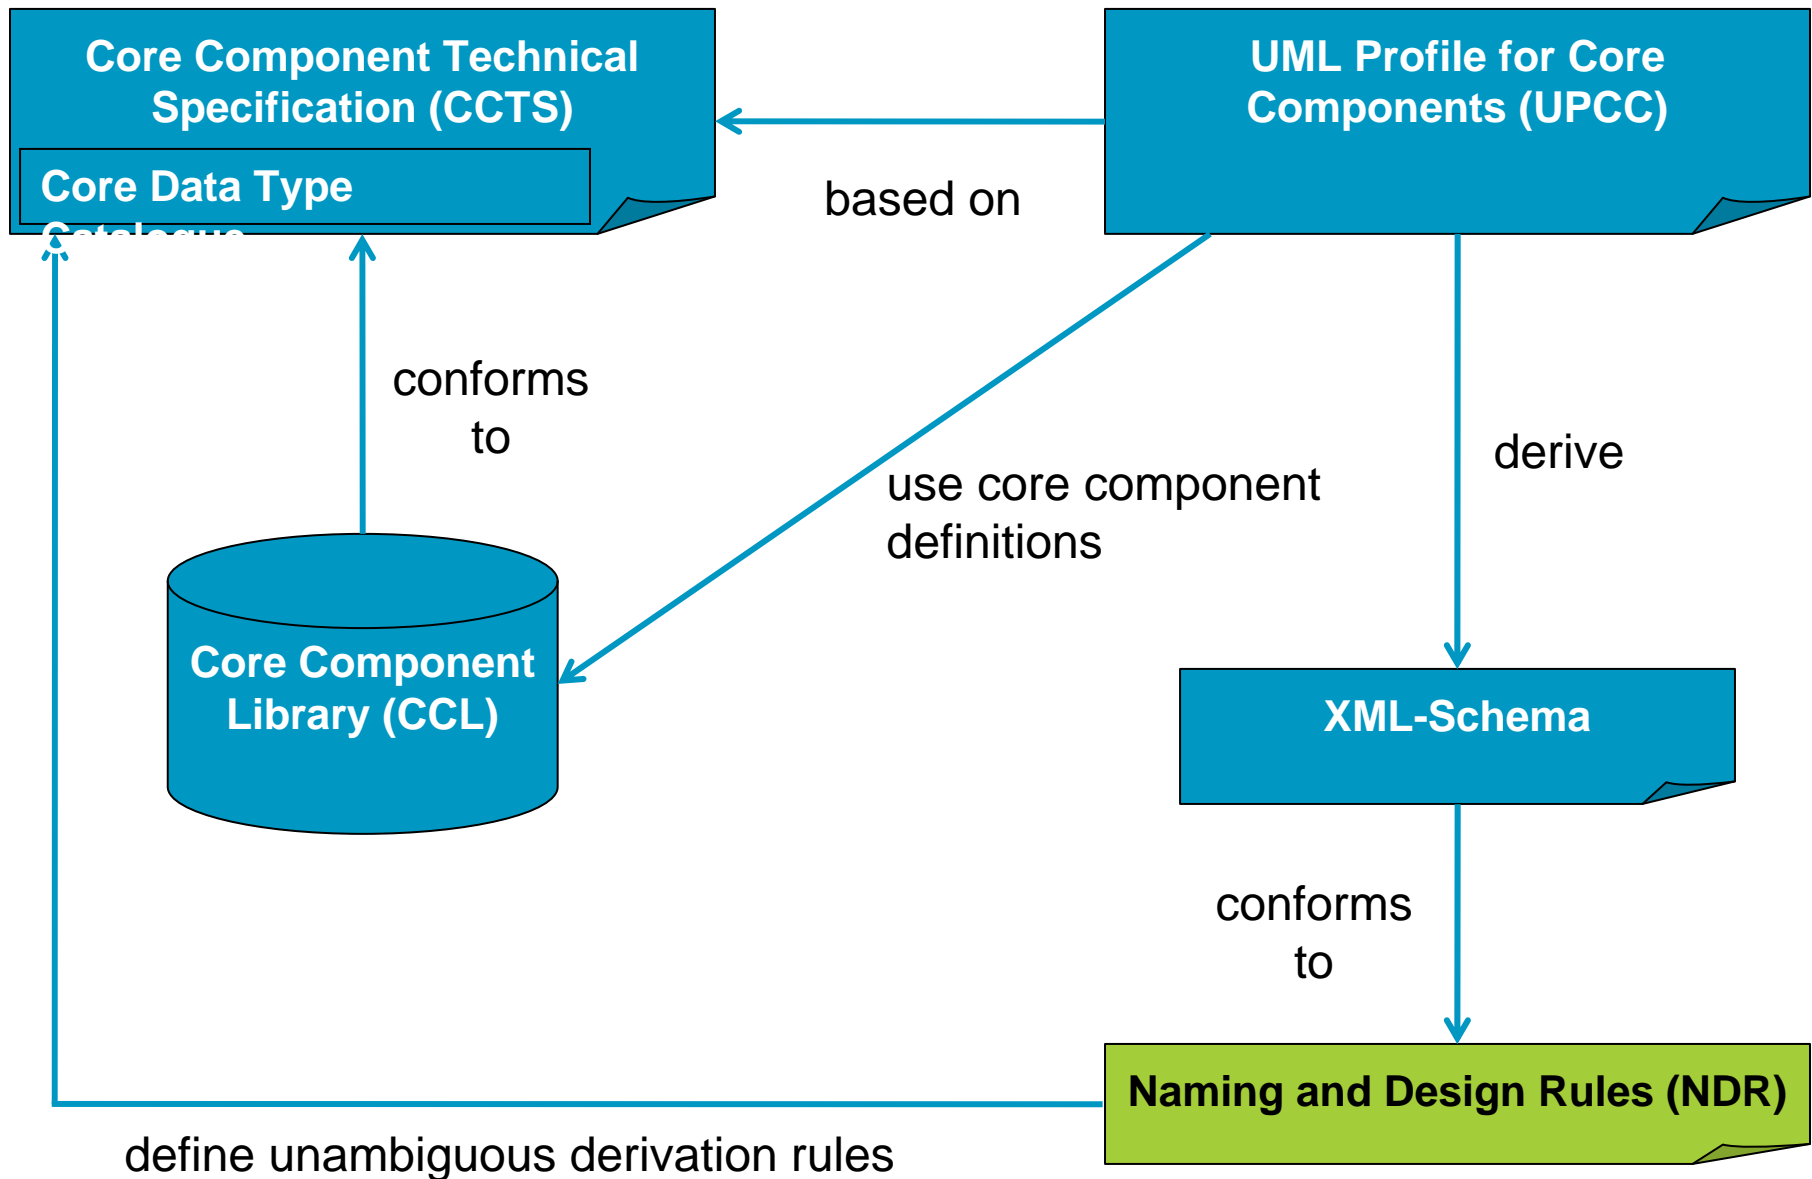 Core Component Technical
Specification (CCTS)
UML Profile for Core
Components (UPCC)
Core Data Type
Catalogue
based on
conforms
to
derive
use core component
definitions
Core Component
Library (CCL)
XML-Schema
conforms
to
Naming and Design Rules (NDR)
define unambiguous derivation rules